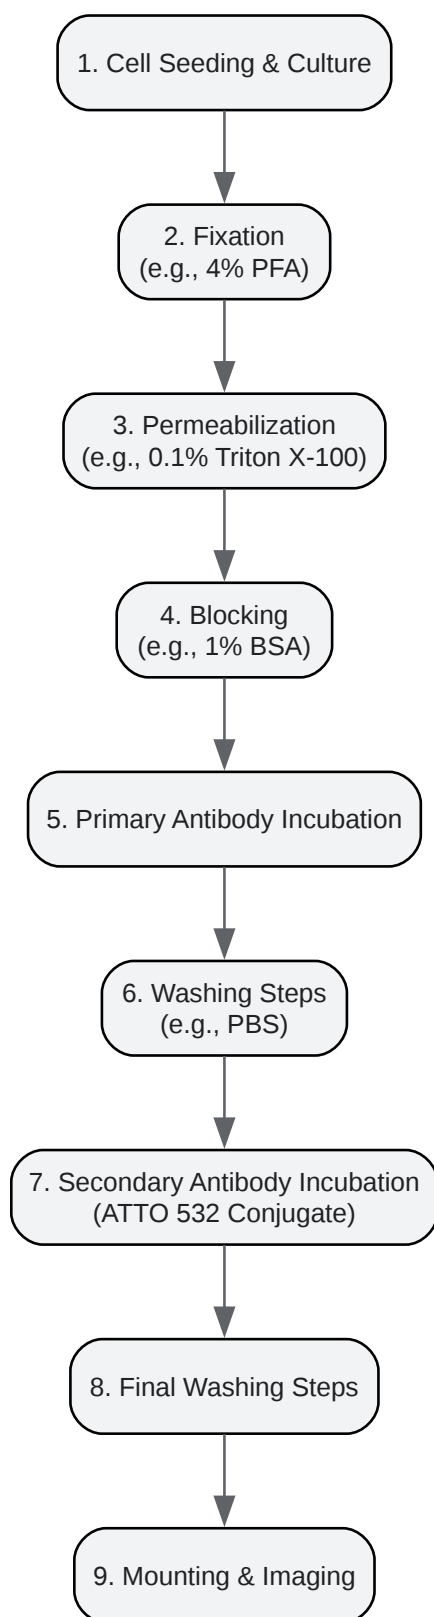 1. Cell Seeding & Culture
2. Fixation
(e.g., 4% PFA)
3. Permeabilization
(e.g., 0.1% Triton X-100)
4. Blocking
(e.g., 1% BSA)
5. Primary Antibody Incubation
6. Washing Steps
(e.g., PBS)
7. Secondary Antibody Incubation
(ATTO 532 Conjugate)
8. Final Washing Steps
9. Mounting & Imaging